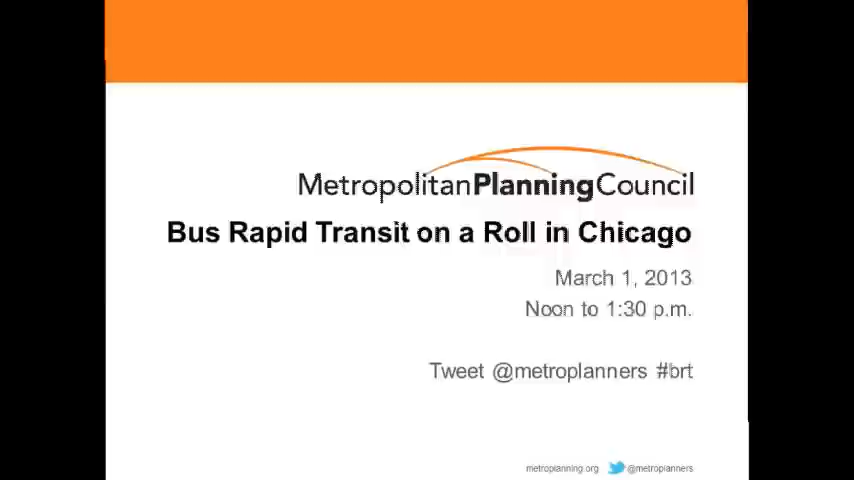 MetropolitanPlanningCouncil
Bus Rapid Transit on a Roll in Chicago
March 1, 2013
Noon to 1:30 p.m.
Tweet @metroplanners #brt
metroplanning.org @metroplanners